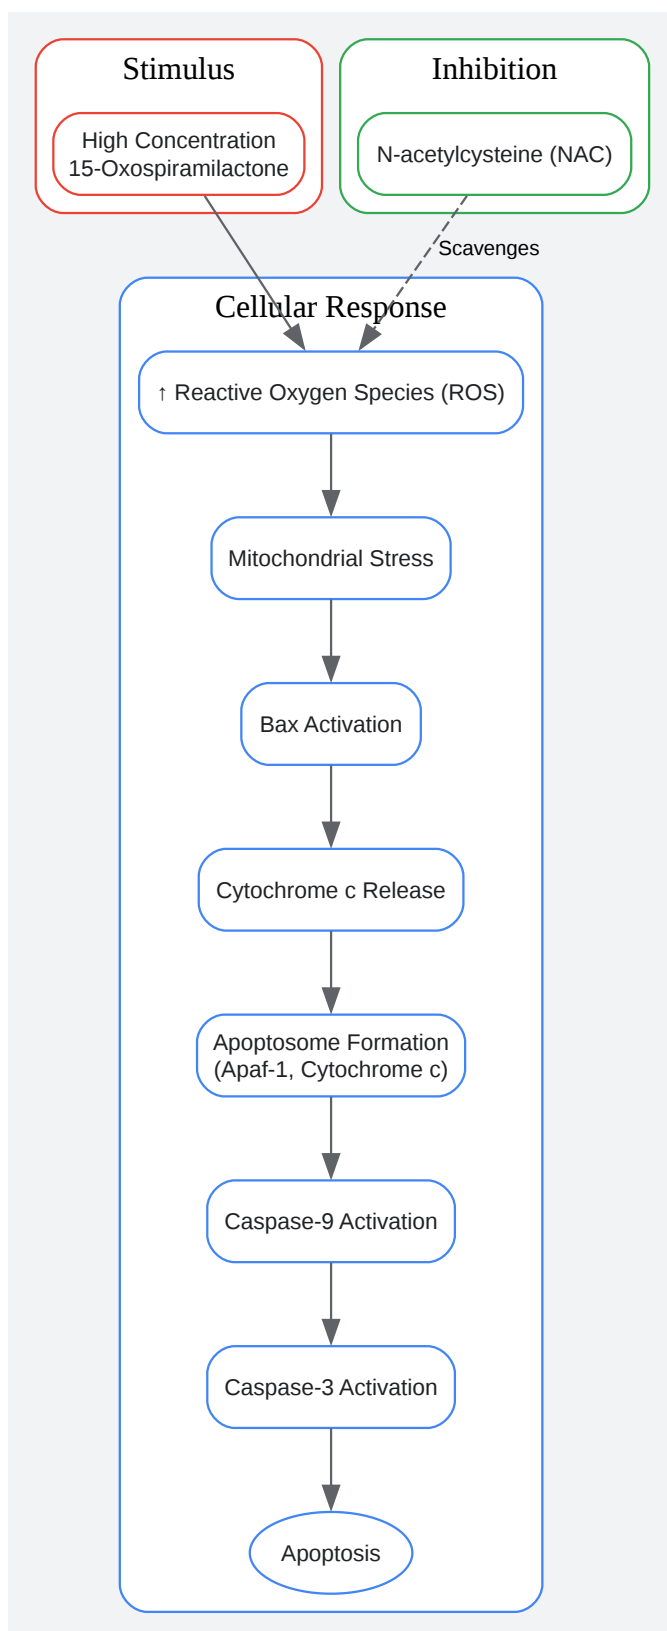 Stimulus
Inhibition
High Concentration
15-Oxospiramilactone
N-acetylcysteine (NAC)
Scavenges
Cellular Response
↑ Reactive Oxygen Species (ROS)
Mitochondrial Stress
Bax Activation
Cytochrome c Release
Apoptosome Formation
(Apaf-1, Cytochrome c)
Caspase-9 Activation
Caspase-3 Activation
Apoptosis